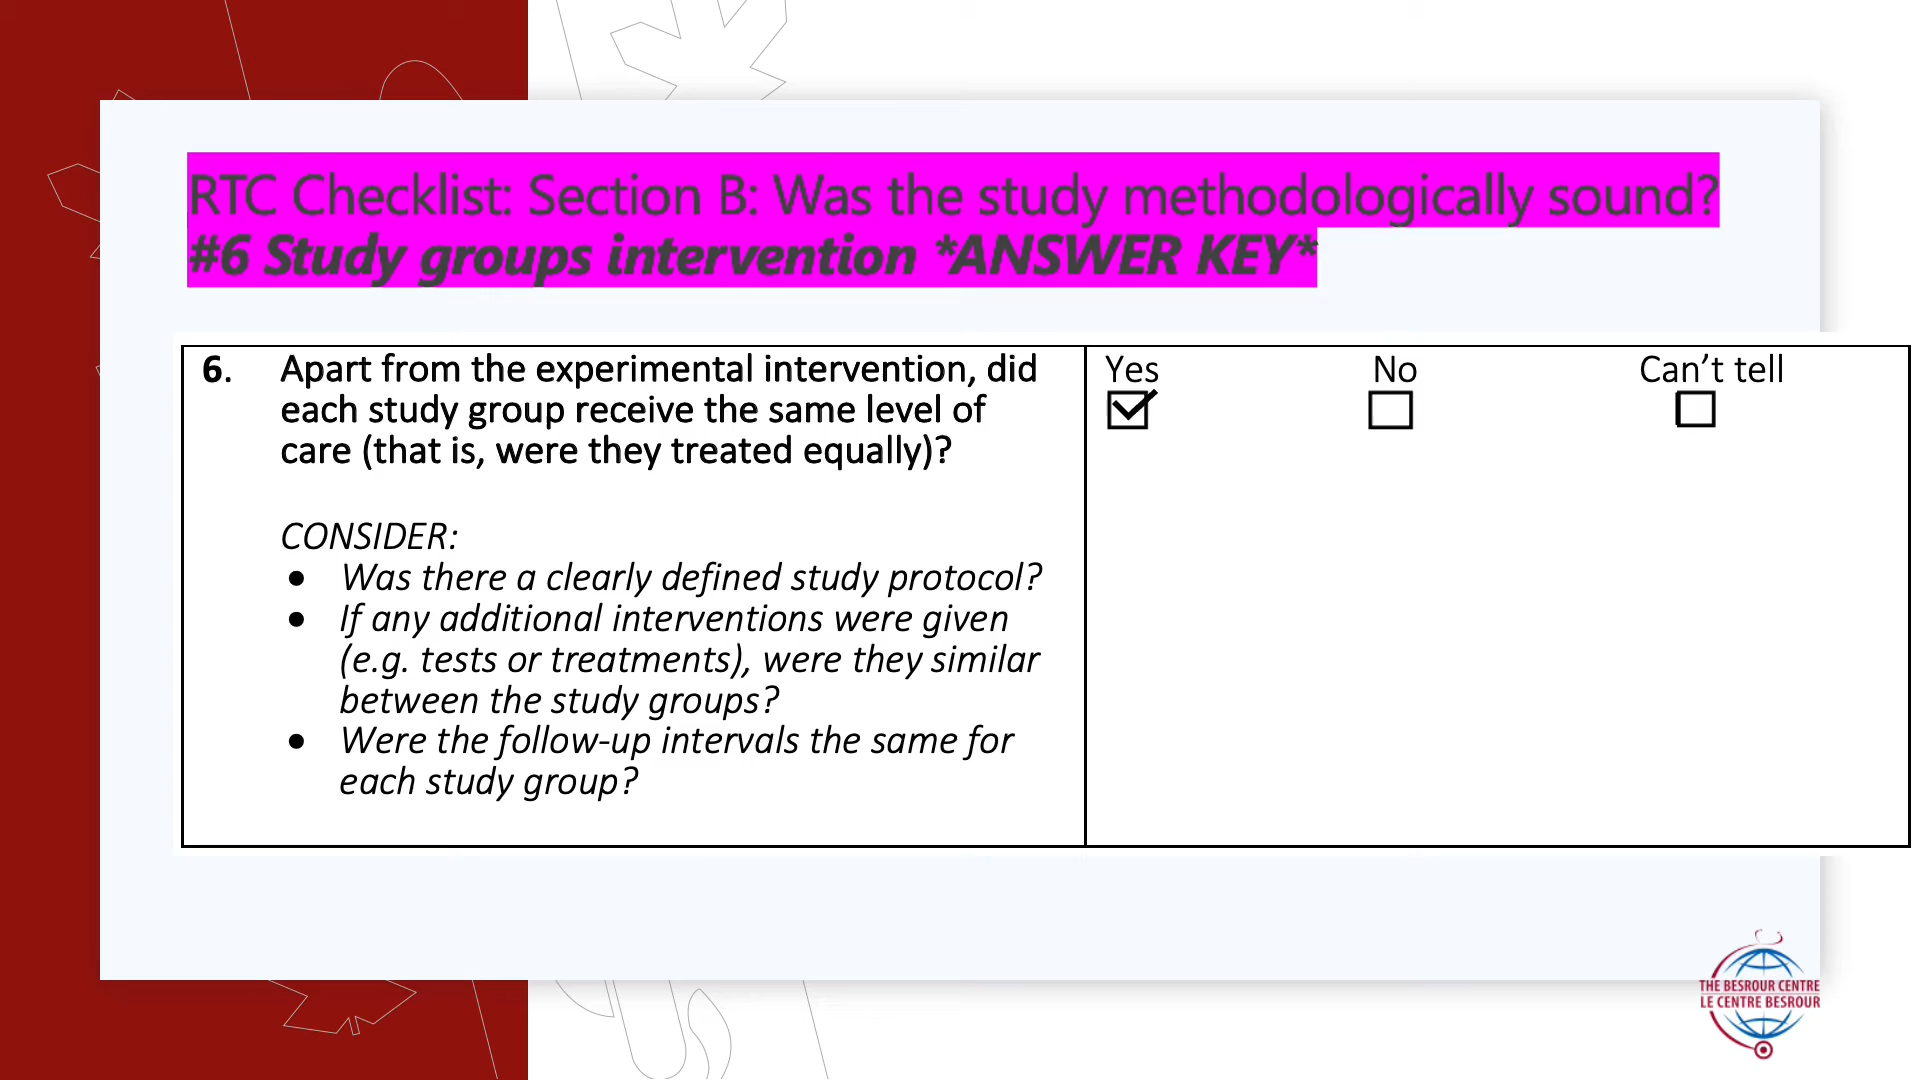 RTC Checklist: Section B: Was the study methodologically sound?
#6 Study groups intervention *ANSWER KEY*
6. Apart from the experimental intervention, did
each study group receive the same level of
care (that is, were they treated equally)?
Yes No Can’t tell
CONSIDER:
• Was there a clearly defined study protocol?
• If any additional interventions were given
(e.g. tests or treatments), were they similar
between the study groups?
• Were the follow-up intervals the same for
each study group?
THE BESROUR CENTRE
LE CENTRE BESROUR